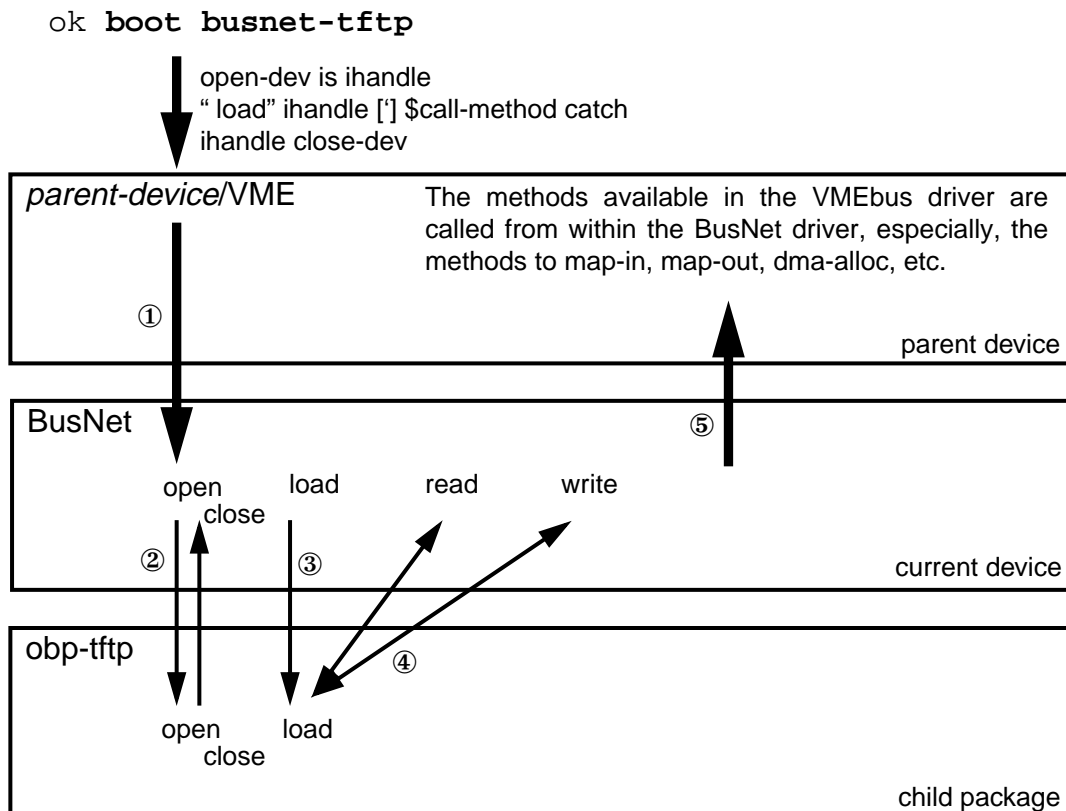 ok boot busnet-tftp
open-dev is ihandle
“ load” ihandle [‘] $call-method catch
ihandle close-dev
parent-device/VME
The methods available in the VMEbus driver are
called from within the BusNet driver, especially, the
methods to map-in, map-out, dma-alloc, etc.
①
parent device
BusNet
⑤
open load read write
close
② ③
current device
obp-tftp
④
open load
close
child package